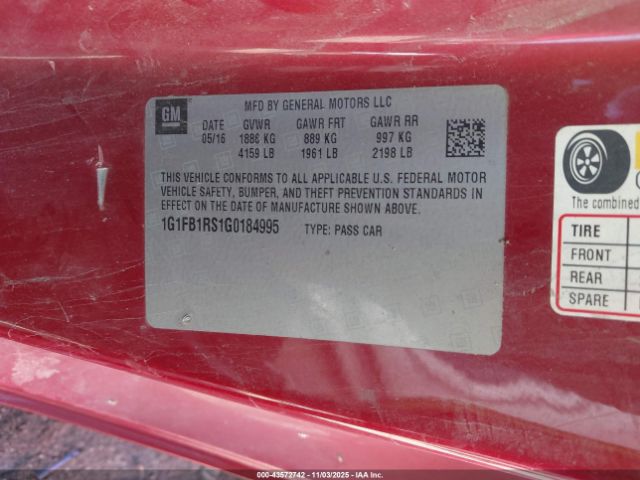 GM
MFD BY GENERAL MOTORS LLC
DATE GVWR GAWR FRT GAWR RR
05/16 1886 KG 889 KG 997 KG
4159 LB 1961 LB 2198 LB
THIS VEHICLE CONFORMS TO ALL APPLICABLE U.S. FEDERAL MOTOR
VEHICLE SAFETY, BUMPER, AND THEFT PREVENTION STANDARDS IN
EFFECT ON THE DATE OF MANUFACTURE SHOWN ABOVE.
1G1FB1RS1G0184995 TYPE: PASS CAR
The combined
TIRE
FRONT
REAR
SPARE
000-43572742 - 11/03/2025 - IAAI.COM